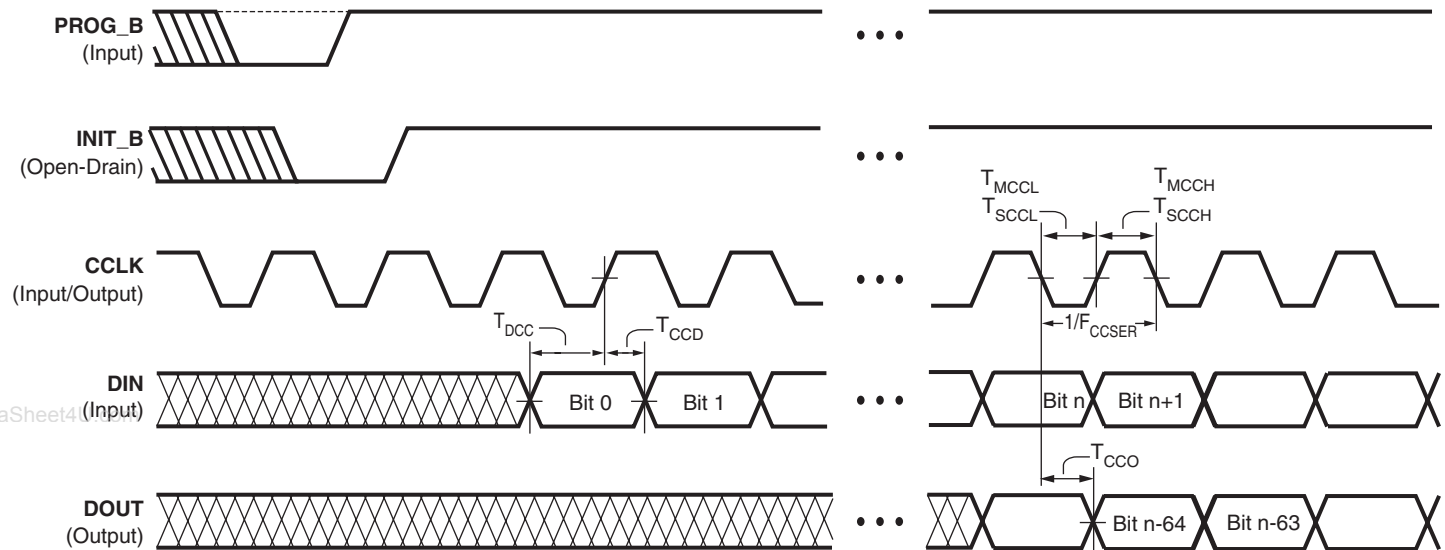 PROG_B
(Input)
INIT_B
(Open-Drain)
T_MCCL
T_SCCL
T_MCCH
T_SCCH
CCLK
(Input/Output)
1/F_CCSER
T_DCC
T_CCD
DIN
(Input)
Bit 0
Bit 1
Bit n
Bit n+1
T_CCO
DOUT
(Output)
Bit n-64
Bit n-63